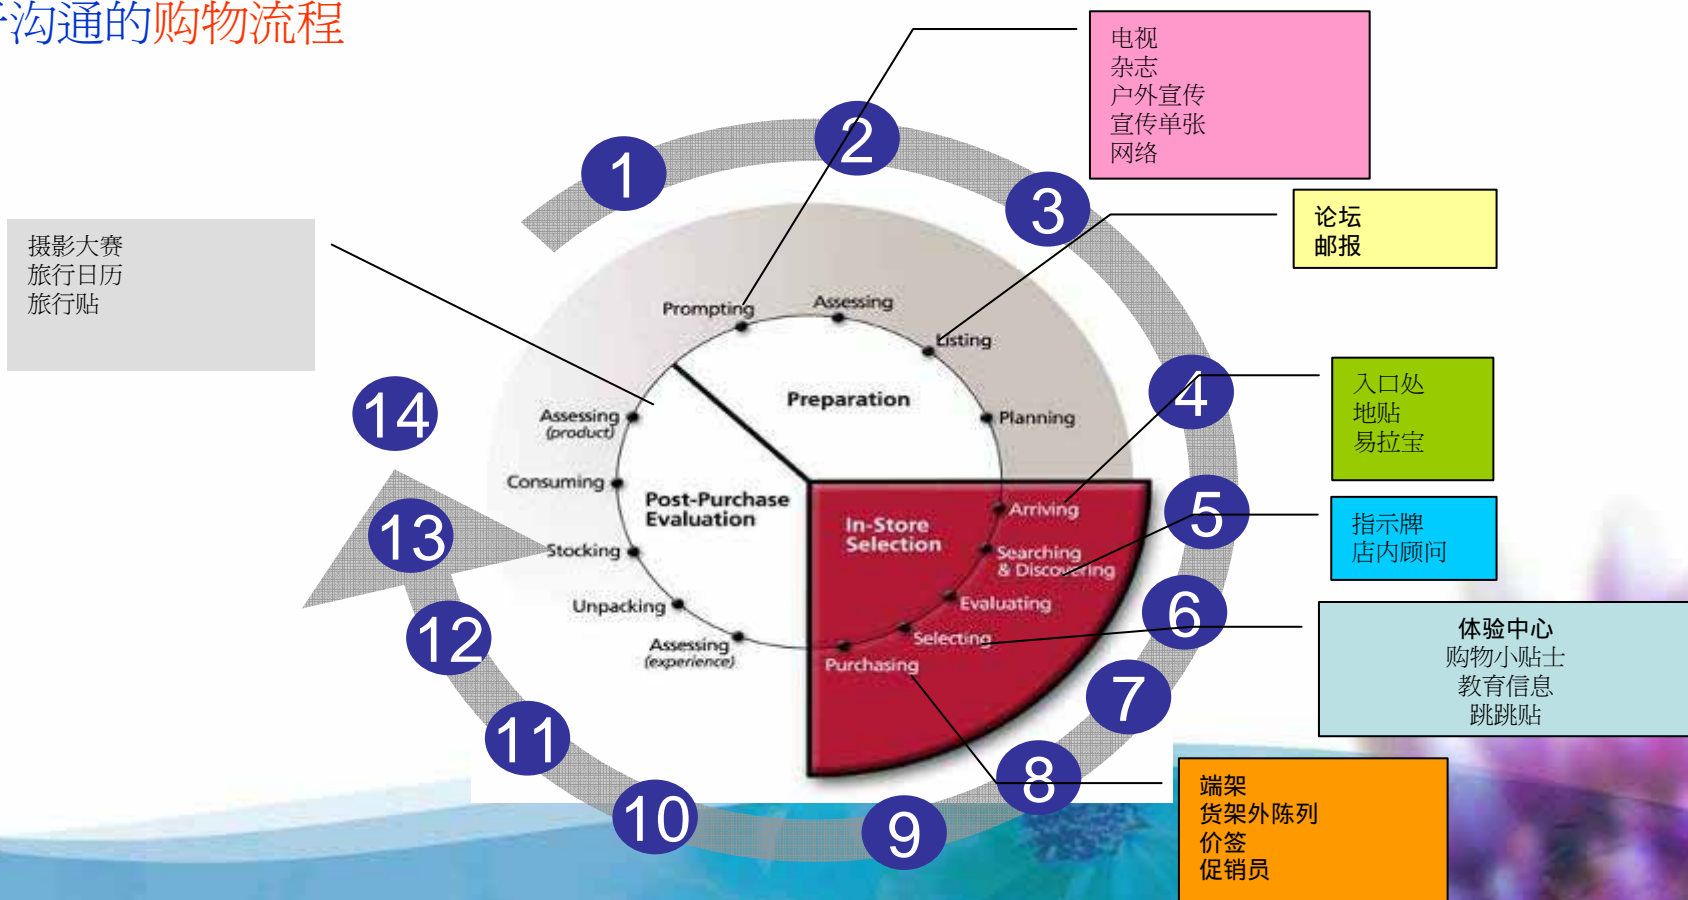 沟通的购物流程
电视
杂志
户外宣传
宣传单张
网络
论坛
邮报
摄影大赛
旅行日历
旅行贴
入口处
地贴
易拉宝
指示牌
店内顾问
体验中心
购物小贴士
教育信息
跳跳贴
端架
货架外陈列
价签
促销员
1
2
3
4
5
6
7
8
9
10
11
12
13
14
Prompting
Assessing
Listing
Planning
Preparation
Arriving
Searching
& Discovering
Evaluating
Selecting
Purchasing
In-Store
Selection
Assessing
(experience)
Unpacking
Stocking
Consuming
Assessing
(product)
Post-Purchase
Evaluation